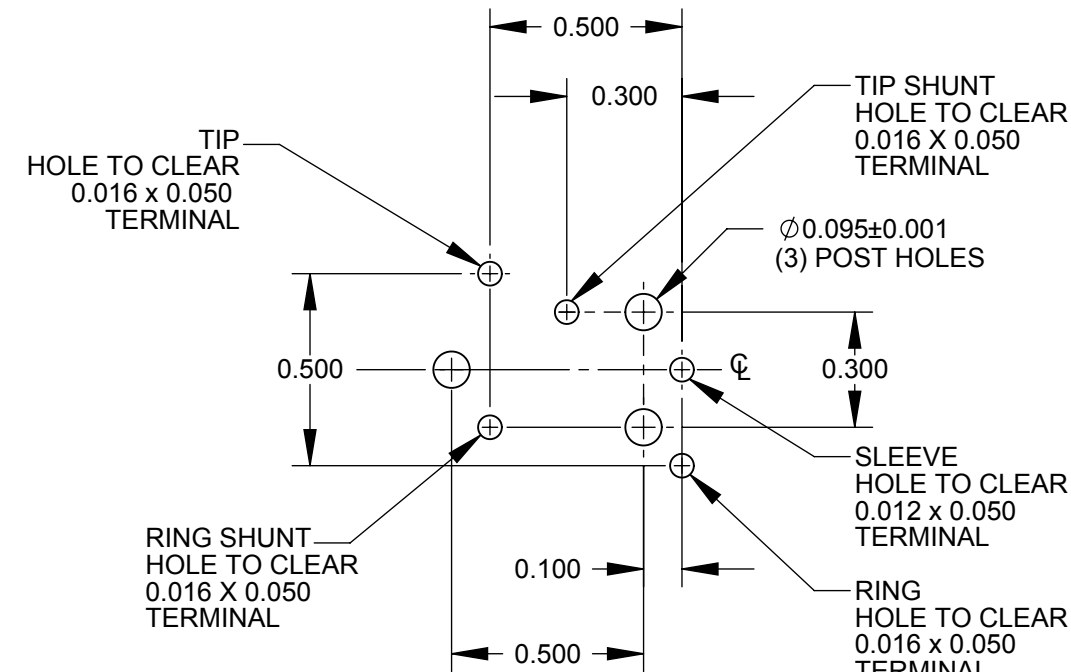 0.500
0.300
TIP SHUNT
HOLE TO CLEAR
0.016 X 0.050
TERMINAL
TIP
HOLE TO CLEAR
0.016 x 0.050
TERMINAL
∅0.095±0.001
(3) POST HOLES
0.500
℄
0.300
SLEEVE
HOLE TO CLEAR
0.012 x 0.050
TERMINAL
RING SHUNT
HOLE TO CLEAR
0.016 X 0.050
TERMINAL
0.100
RING
HOLE TO CLEAR
0.016 x 0.050
TERMINAL
0.500